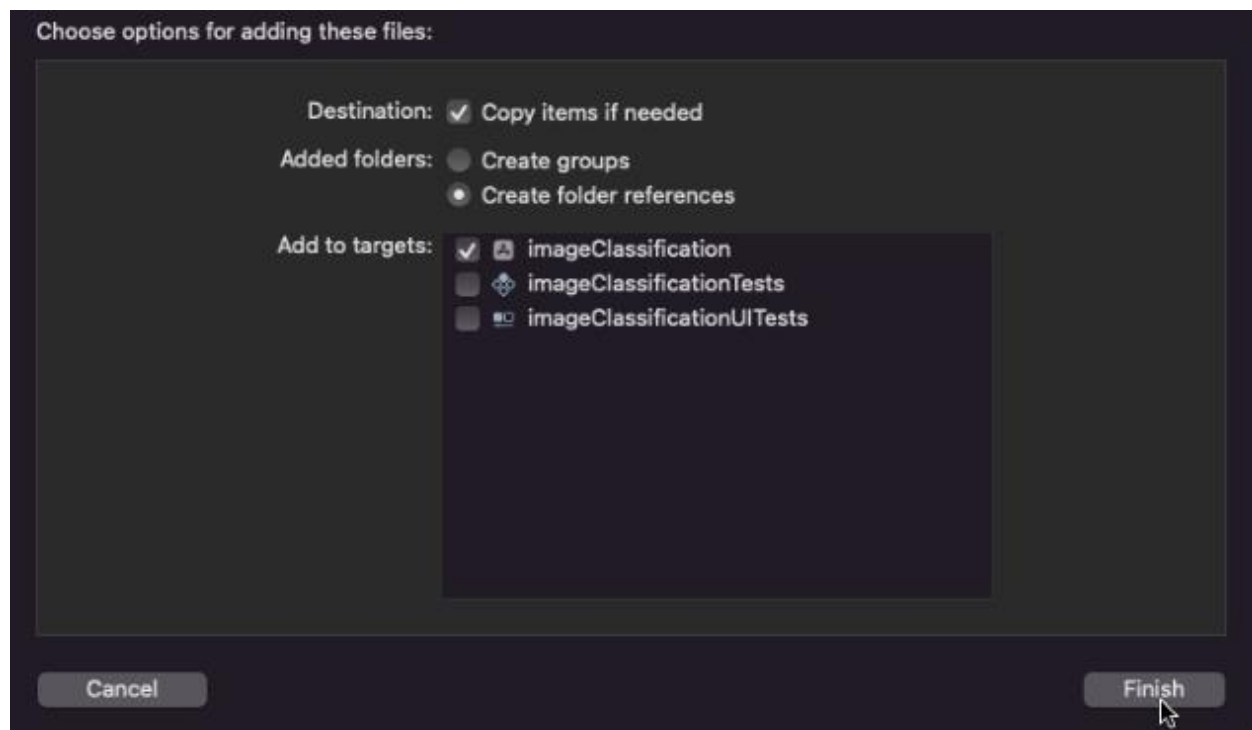 Choose options for adding these files:
Destination: Copy items if needed
Added folders: Create groups
Create folder references
Add to targets: imageClassification
imageClassificationTests
imageClassificationUITests
Cancel Finish